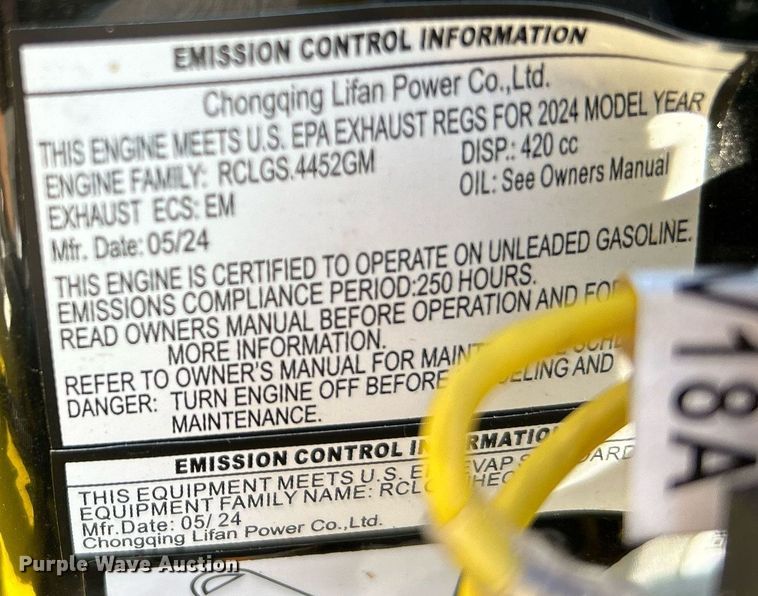 EMISSION CONTROL INFORMATION
Chongqing Lifan Power Co.,Ltd.
THIS ENGINE MEETS U.S. EPA EXHAUST REGS FOR 2024 MODEL YEAR
ENGINE FAMILY: RCLGS.4452GM
DISP.: 420 cc
EXHAUST ECS: EM
OIL: See Owners Manual
Mfr. Date: 05/24
THIS ENGINE IS CERTIFIED TO OPERATE ON UNLEADED GASOLINE.
EMISSIONS COMPLIANCE PERIOD:250 HOURS.
READ OWNERS MANUAL BEFORE OPERATION AND
MORE INFORMATION.
REFER TO OWNER'S MANUAL FOR
DANGER: TURN ENGINE OFF BEFORE AND
MAINTENANCE.
EMISSION CONTROL
THIS EQUIPMENT MEETS U.S.
EQUIPMENT FAMILY NAME:
Mfr.Date: 05/ 24
Chongqing Lifan Power Co.,Ltd.
18A
Purple Wave Auction